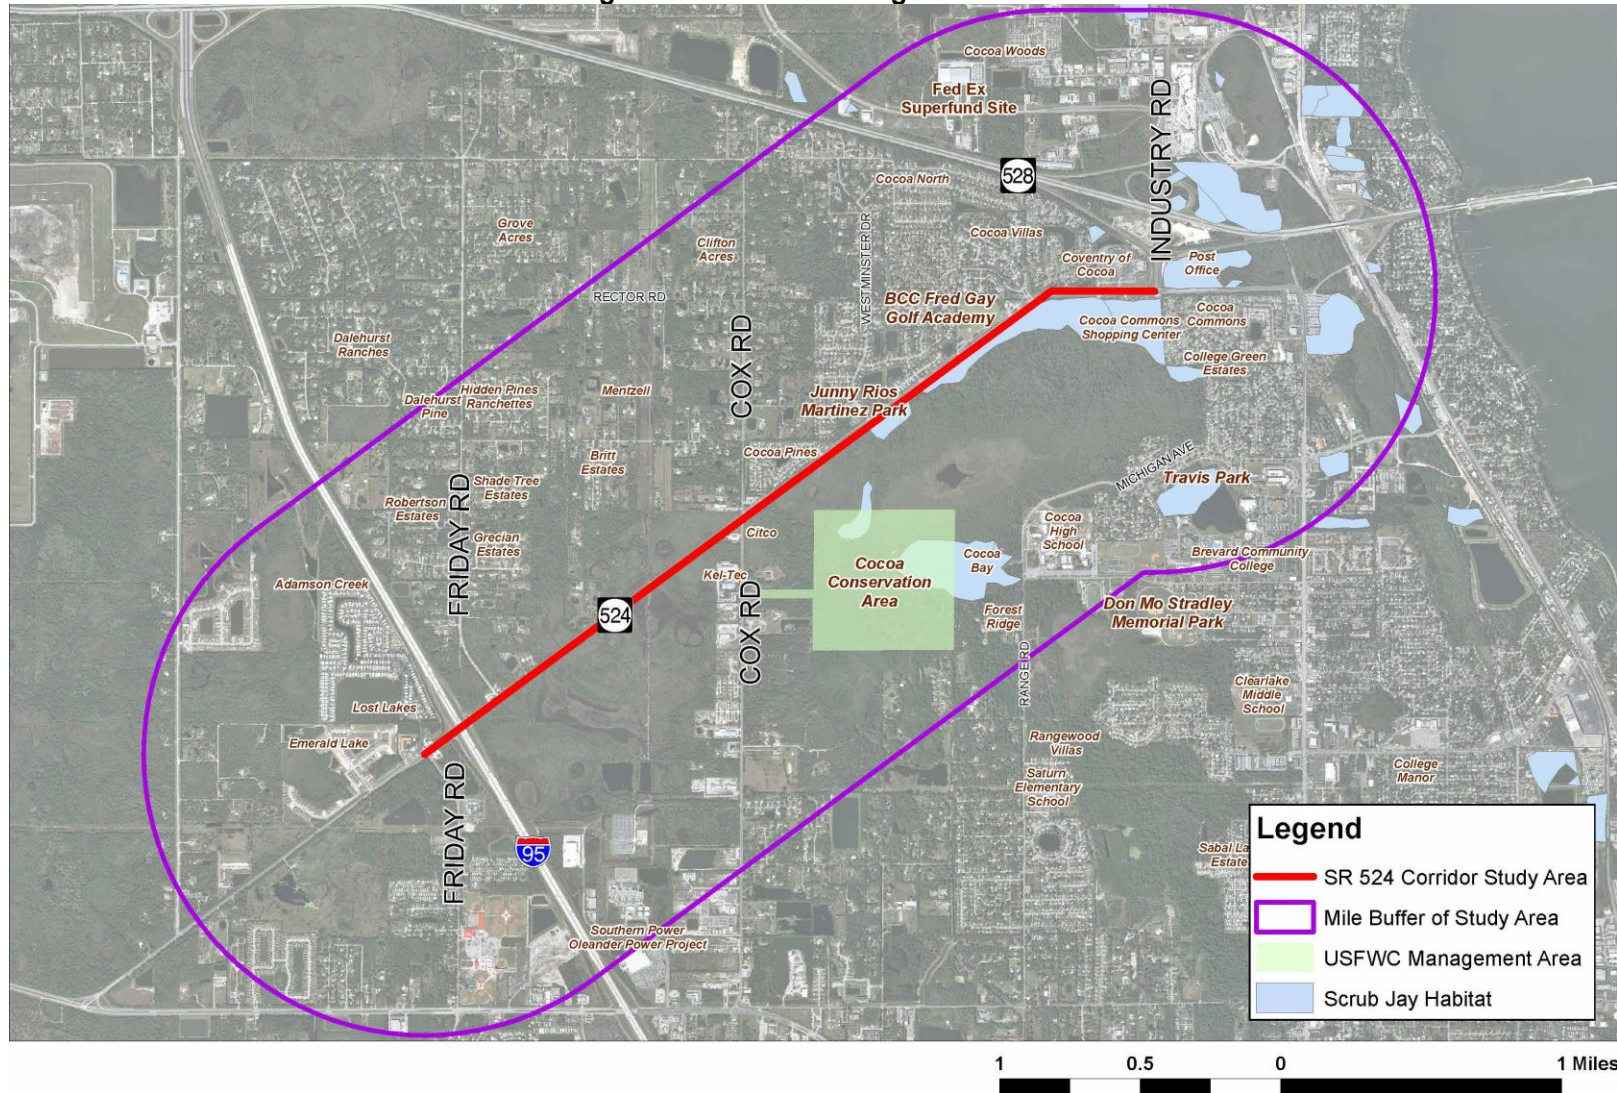 Cocoa Woods
Fed Ex
Superfund Site
INDUSTRY RD
528
Cocoa North
Grove
Acres
Clifton
Acres
WESTMINSTER DR
Cocoa Villas
Coventry of
Cocoa
Post
Office
RECTOR RD
BCC Fred Gay
Golf Academy
Cocoa Commons
Shopping Center
Cocoa
Commons
Dalehurst
Ranches
COX RD
College Green
Estates
Dalehurst
Pine
Hidden Pines
Ranchettes
Mentzell
Junny Rios
Martinez Park
Cocoa Pines
Britt
Estates
MICHIGAN AVE
Travis Park
Shade Tree
Estates
Robertson
Estates
FRIDAY RD
Grecian
Estates
Citco
Cocoa
High
School
Brevard Community
College
Adamson Creek
Kel-Tec
Cocoa
Conservation
Area
Cocoa
Bay
524
COX RD
Forest
Ridge
Don Mo Stradley
Memorial Park
RANGE RD
Clearlake
Middle
School
Lost Lakes
Emerald Lake
Rangewood
Villas
Saturn
Elementary
School
College
Manor
FRIDAY RD
95
Sabal La
Estate
Southern Power
Oleander Power Project
Legend
SR 524 Corridor Study Area
Mile Buffer of Study Area
USFWC Management Area
Scrub Jay Habitat
1 0.5 0 1 Miles